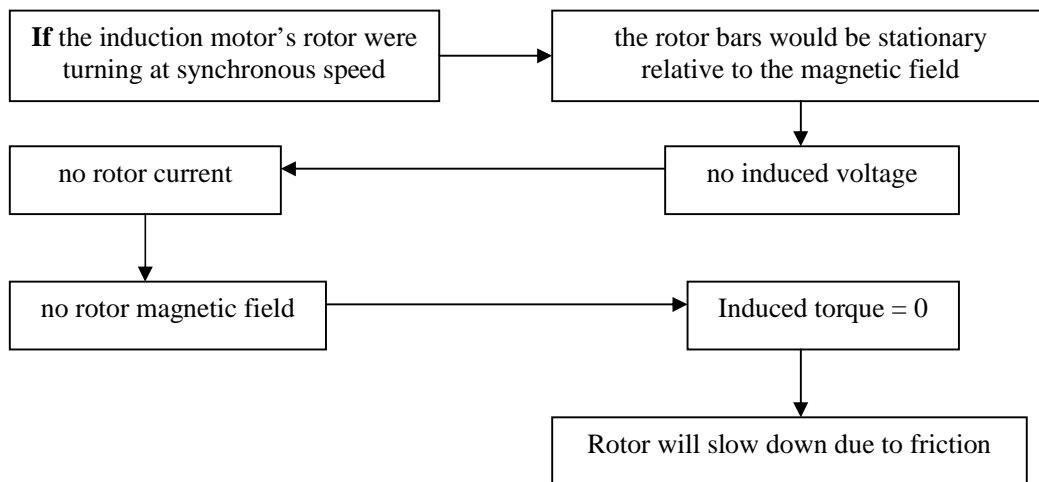 If the induction motor’s rotor were
turning at synchronous speed
the rotor bars would be stationary
relative to the magnetic field
no induced voltage
no rotor current
no rotor magnetic field
Induced torque = 0
Rotor will slow down due to friction